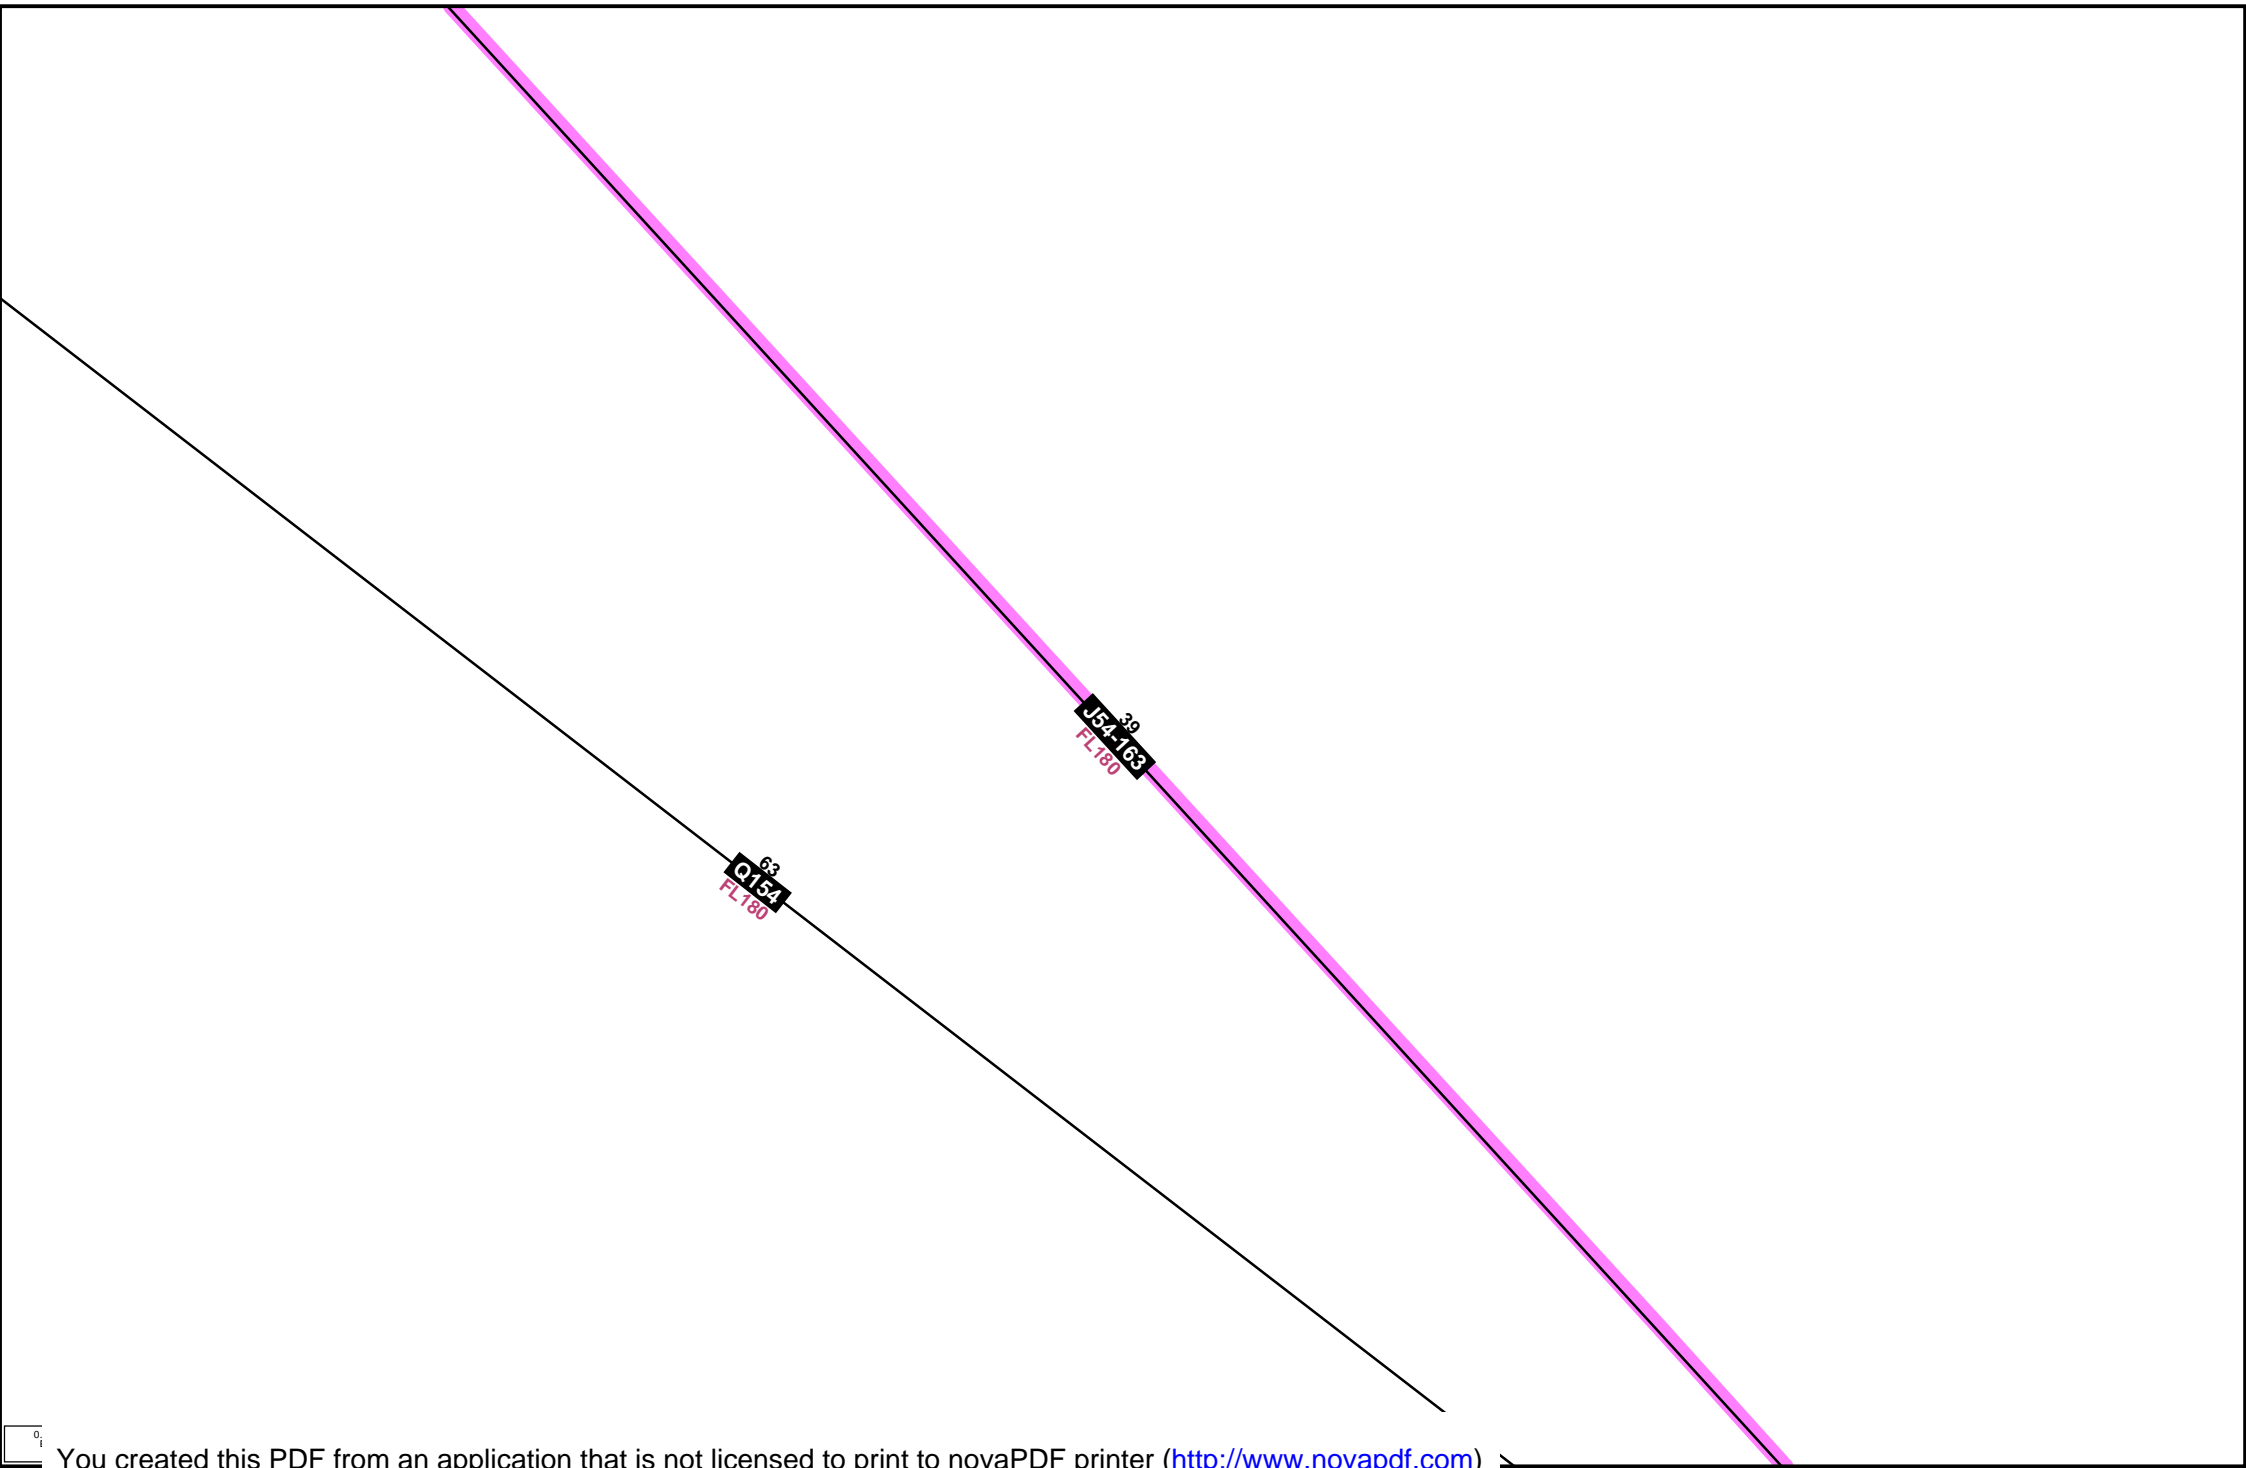 39
J54-163
FL180
63
Q154
FL180
You created this PDF from an application that is not licensed to print to novaPDF printer (http://www.novapdf.com)